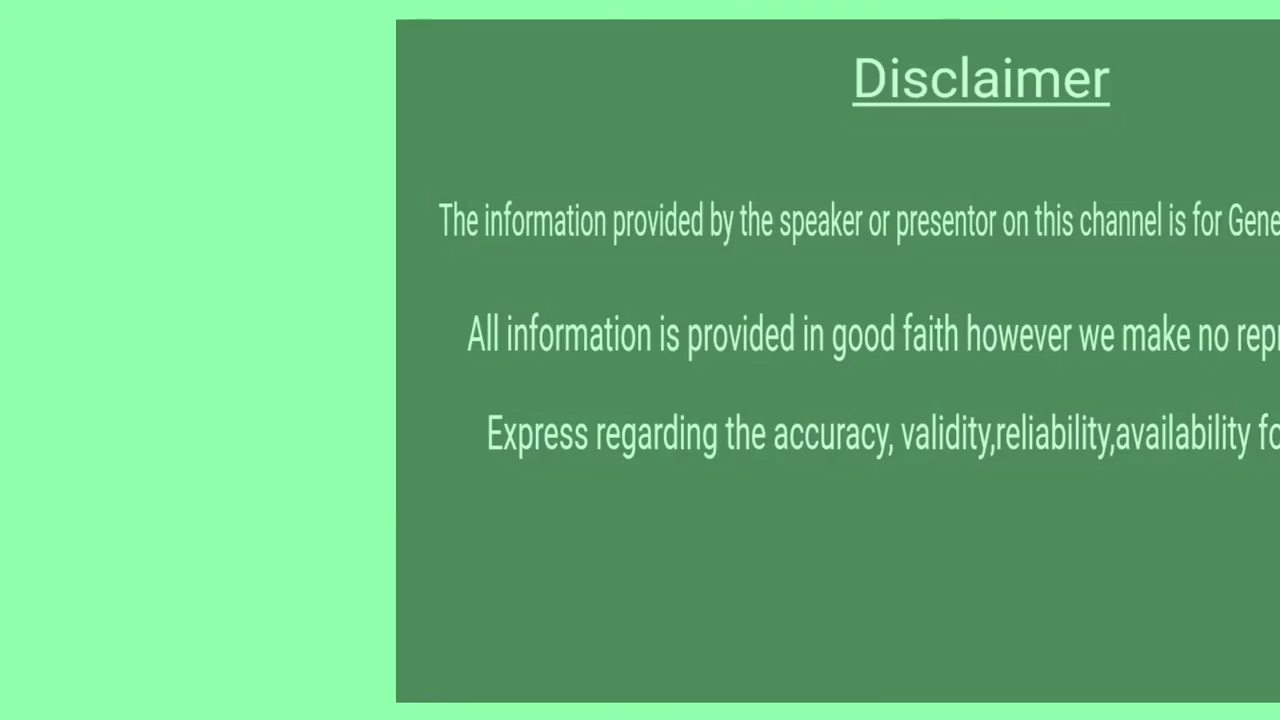 Disclaimer
The information provided by the speaker or presentor on this channel is for Gene
All information is provided in good faith however we make no repr
Express regarding the accuracy, validity,reliability,availability fo